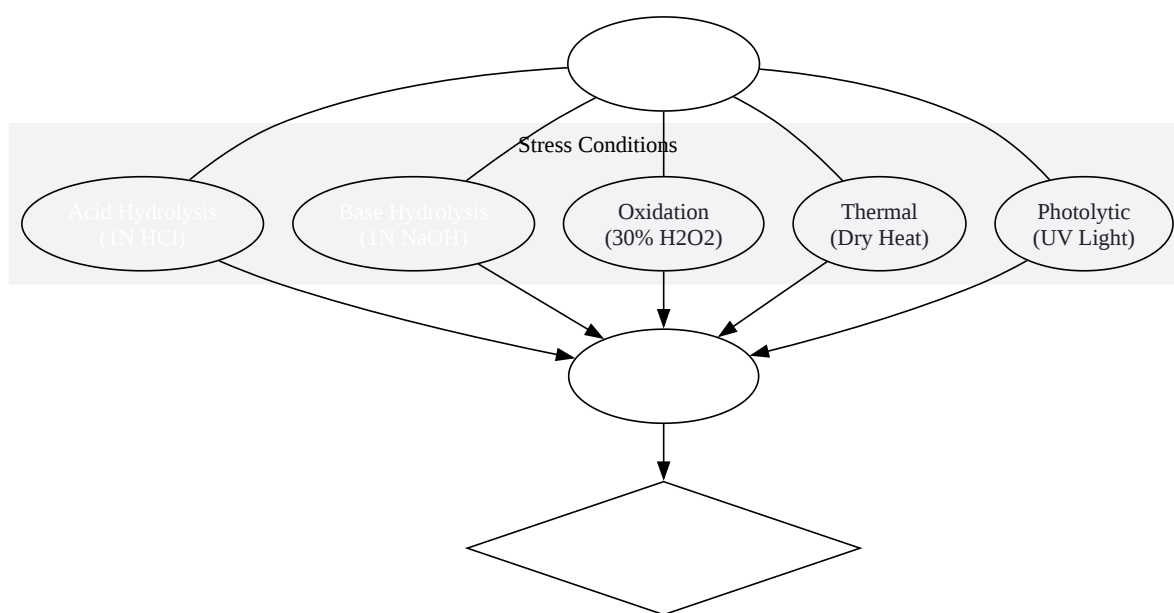 Stress Conditions
Acid Hydrolysis
(1N HCl)
Base Hydrolysis
(1N NaOH)
Oxidation
(30% H2O2)
Thermal
(Dry Heat)
Photolytic
(UV Light)